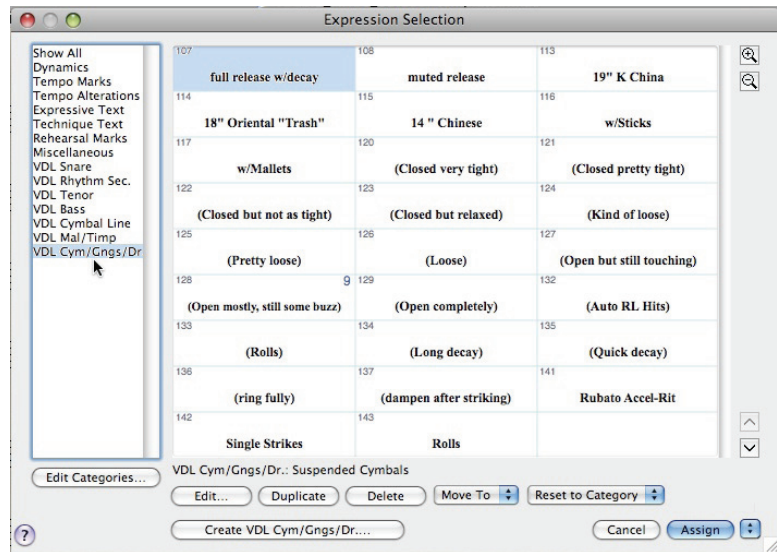 Expression Selection
Show All
Dynamics
Tempo Marks
Tempo Alterations
Expressive Text
Technique Text
Rehearsal Marks
Miscellaneous
VDL Snare
VDL Rhythm Sec.
VDL Tenor
VDL Bass
VDL Cymbal Line
VDL Mal/Timp
VDL Cym/Gngs/Dr
Edit Categories...
107 108 113
full release w/decay muted release 19" K China
114 115 116
18" Oriental "Trash" 14 " Chinese w/Sticks
117 120 121
w/Mallets (Closed very tight) (Closed pretty tight)
122 123 124
(Closed but not as tight) (Closed but relaxed) (Kind of loose)
125 126 127
(Pretty loose) (Loose) (Open but still touching)
128 9 129 132
(Open mostly, still some buzz) (Open completely) (Auto RL Hits)
133 134 135
(Rolls) (Long decay) (Quick decay)
136 137 141
(ring fully) (dampen after striking) Rubato Accel-Rit
142 143
Single Strikes Rolls
VDL Cym/Gngs/Dr.: Suspended Cymbals
Edit... Duplicate Delete Move To Reset to Category
? Create VDL Cym/Gngs/Dr.... Cancel Assign